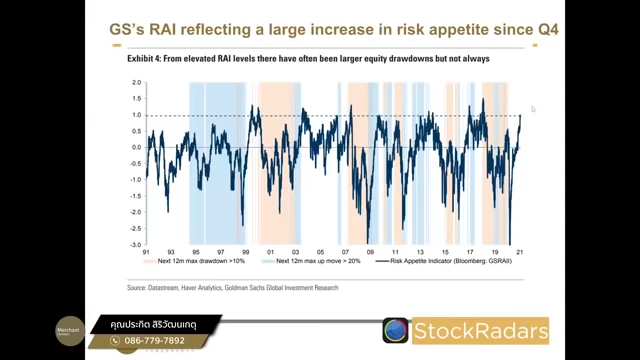 GS's RAI reflecting a large increase in risk appetite since Q4
Exhibit 4: From elevated RAI levels there have often been larger equity drawdowns but not always
2.0
1.5
1.0
0.5
0.0
-0.5
-1.0
-1.5
-2.0
-2.5
-3.0
91 93 95 97 99 01 03 05 07 09 11 13 15 17 19 21
Next 12m max drawdown >10% Next 12m max up move > 20% Risk Appetite Indicator (Bloomberg: GSRAII)
Source: Datastream, Haver Analytics, Goldman Sachs Global Investment Research
Merchant
คุณประกิต สิริวัฒนเกตุ
086-779-7892
StockRadars